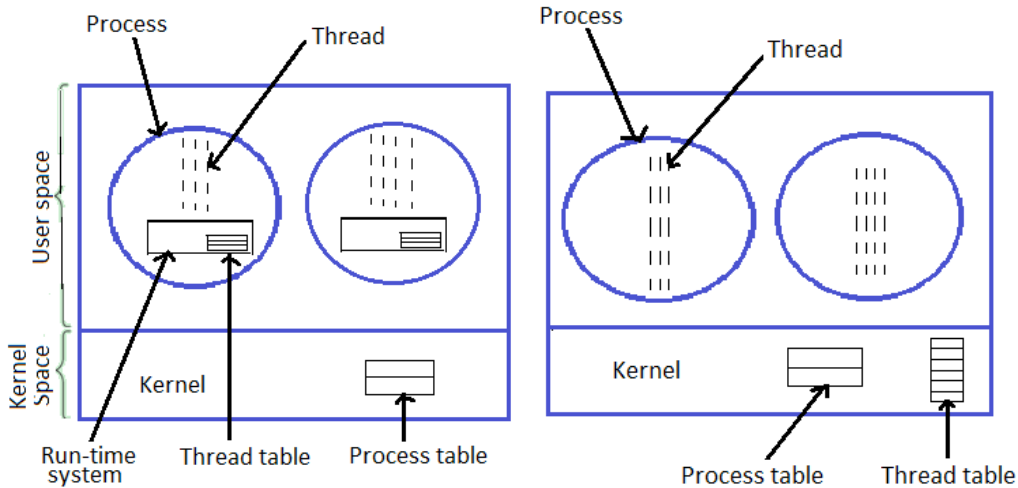 Process
Thread
User space
Kernel
Space
Kernel
Run-time
system
Thread table
Process table
Process
Thread
Kernel
Process table
Thread table